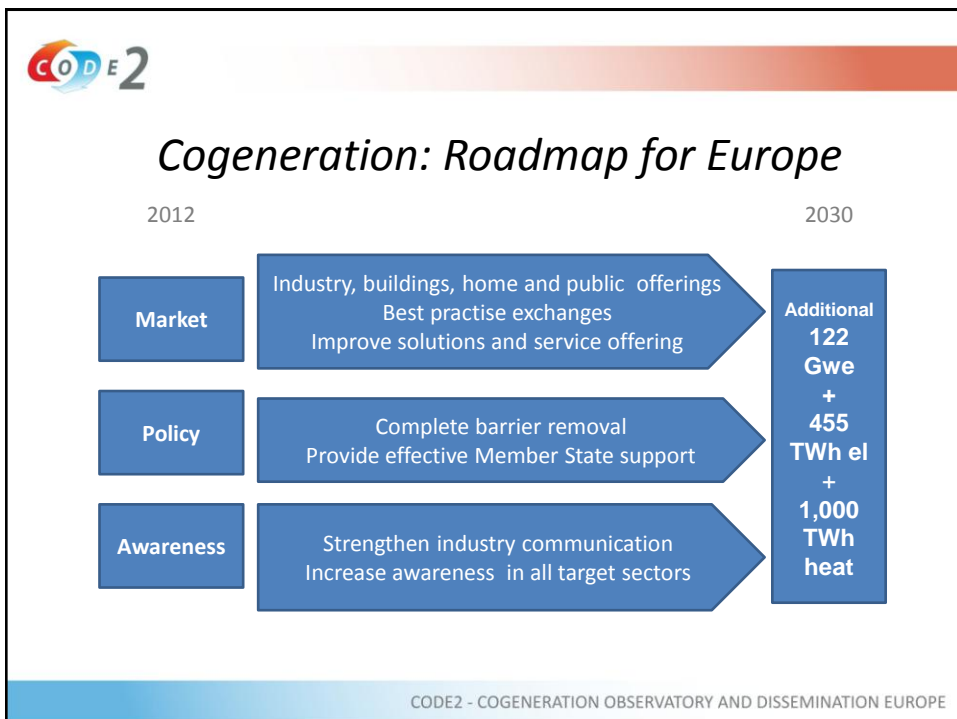 CODE2
Cogeneration: Roadmap for Europe
2012
2030
Market
Industry, buildings, home and public offerings
Best practise exchanges
Improve solutions and service offering
Policy
Complete barrier removal
Provide effective Member State support
Awareness
Strengthen industry communication
Increase awareness in all target sectors
Additional
122
Gwe
+
455
TWh el
+
1,000
TWh
heat
CODE2 - COGENERATION OBSERVATORY AND DISSEMINATION EUROPE